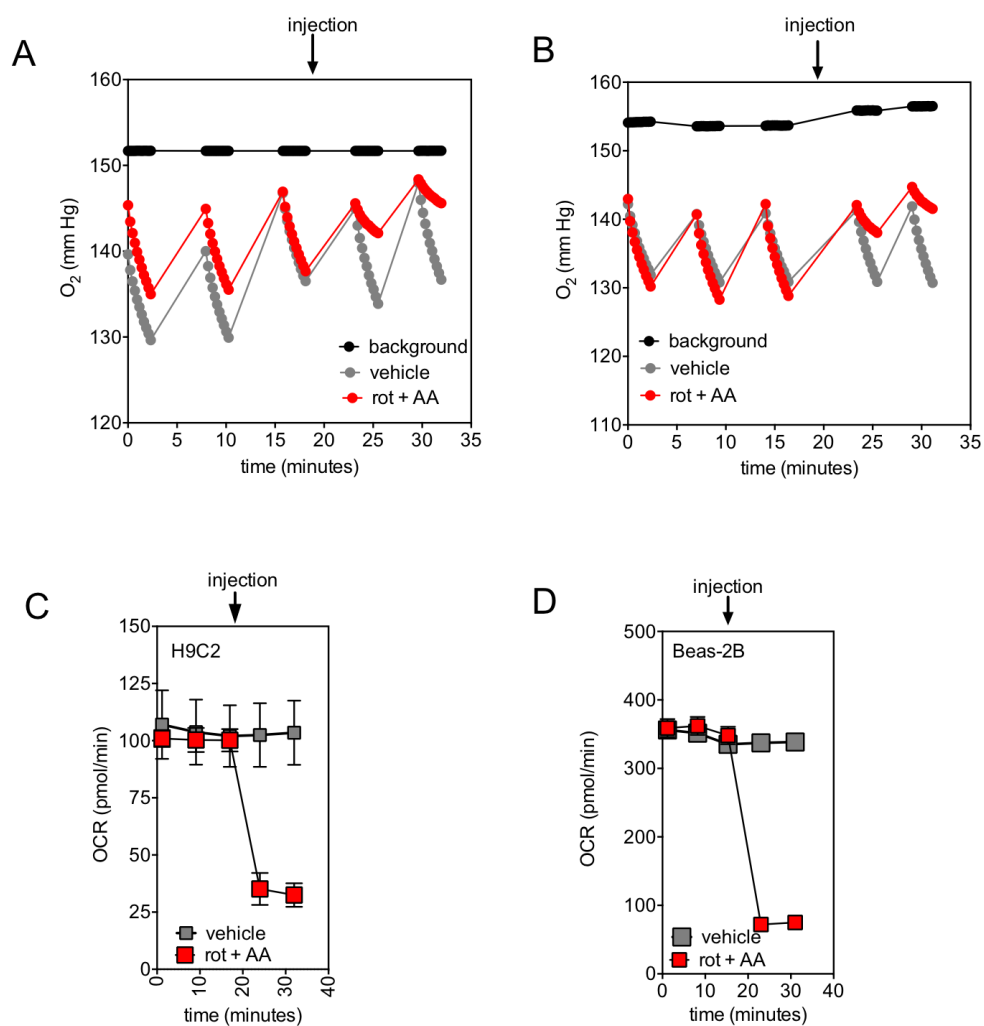 injection
A
160
150
140
130
120
O2 (mm Hg)
background
vehicle
rot + AA
0 5 10 15 20 25 30 35
time (minutes)
injection
B
160
150
140
130
120
110
O2 (mm Hg)
background
vehicle
rot + AA
0 5 10 15 20 25 30 35
time (minutes)
injection
C
150
125
100
75
50
25
0
OCR (pmol/min)
H9C2
vehicle
rot + AA
0 10 20 30 40
time (minutes)
injection
D
500
400
300
200
100
0
OCR (pmol/min)
Beas-2B
vehicle
rot + AA
0 10 20 30 40
time (minutes)